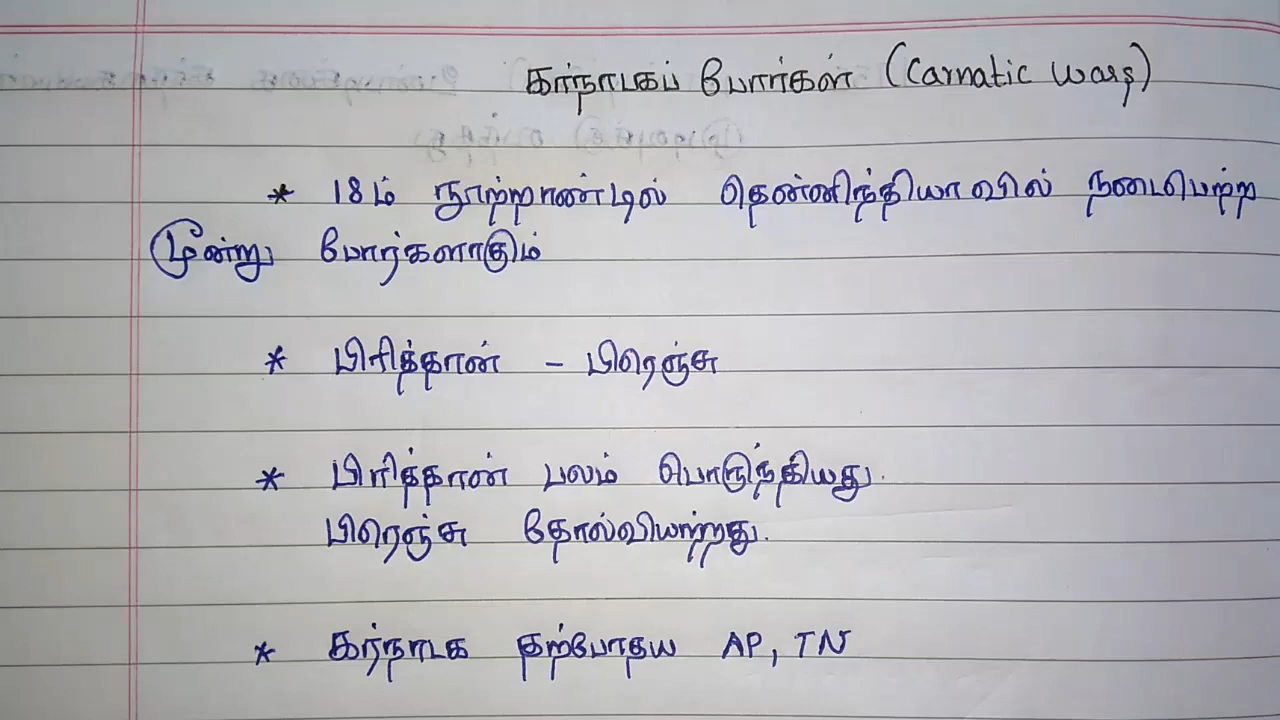 கர்நாடகப் போர்கள் (Carnatic Wars)
* 18ம் நூற்றாண்டில் தென்னிந்தியாவில் நடைபெற்ற
மூன்று போர்களாகும்
* பிரித்தான் - பிரெஞ்சு
* பிரித்தான் பலம் பொருந்தியது.
பிரெஞ்சு தோல்வியுற்றது.
* கர்நாடக தற்போதய AP, TN